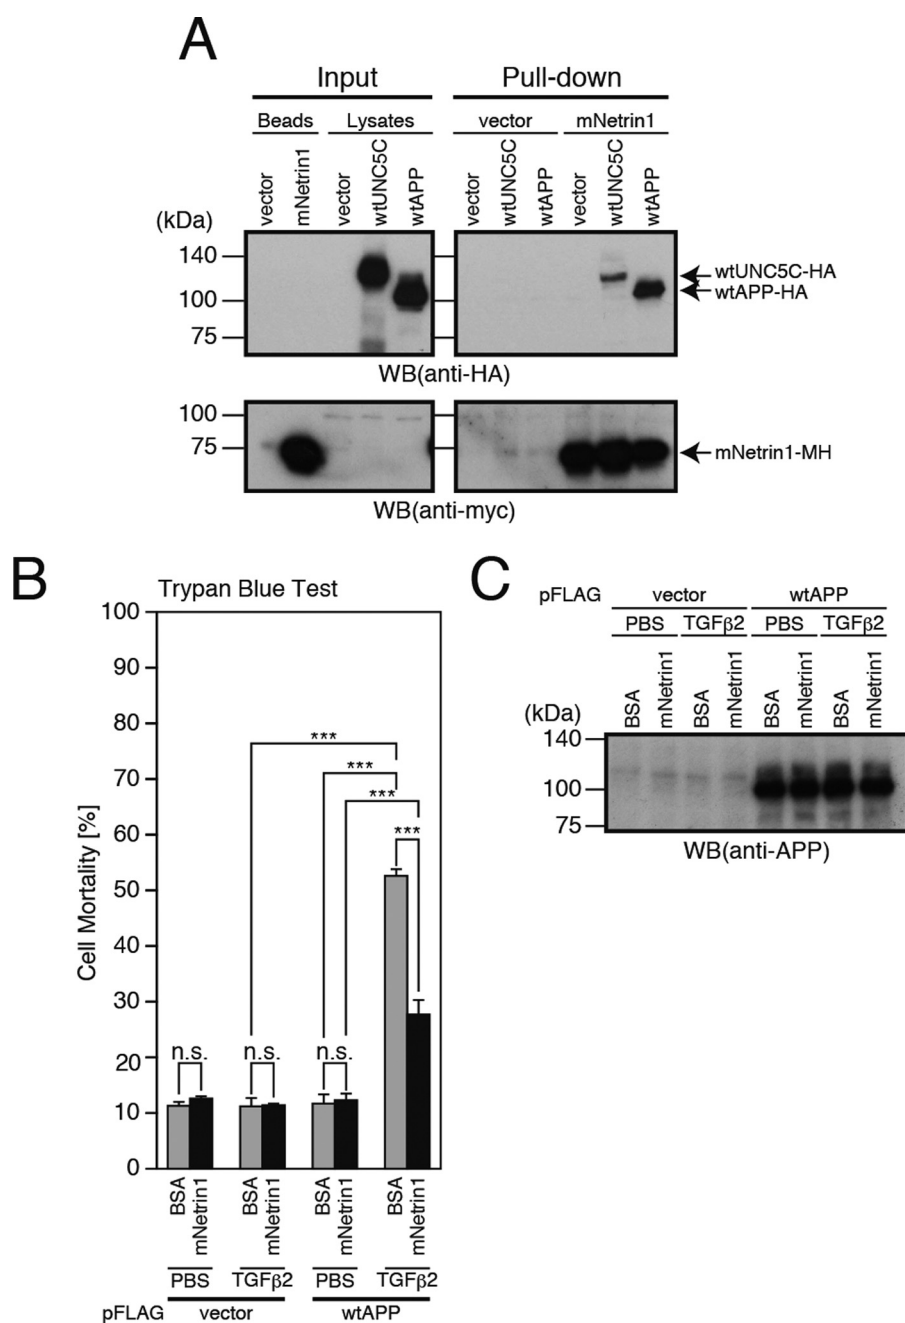 A
Input Pull-down
Beads Lysates vector mNetrin1
vector mNetrin1 vector wtUNC5C wtAPP vector wtUNC5C wtAPP vector wtUNC5C wtAPP
(kDa)
140
100
75
wtUNC5C-HA
wtAPP-HA
WB(anti-HA)
100
75
mNetrin1-MH
WB(anti-myc)
B
Trypan Blue Test
Cell Mortality [%]
100
90
80
70
60
50
40
30
20
10
0
***
***
***
***
n.s. n.s. n.s.
BSA mNetrin1 BSA mNetrin1 BSA mNetrin1 BSA mNetrin1
PBS TGFβ2 PBS TGFβ2
pFLAG vector wtAPP
C
pFLAG vector wtAPP
PBS TGFβ2 PBS TGFβ2
BSA mNetrin1 BSA mNetrin1 BSA mNetrin1 BSA mNetrin1
(kDa)
140
100
75
WB(anti-APP)